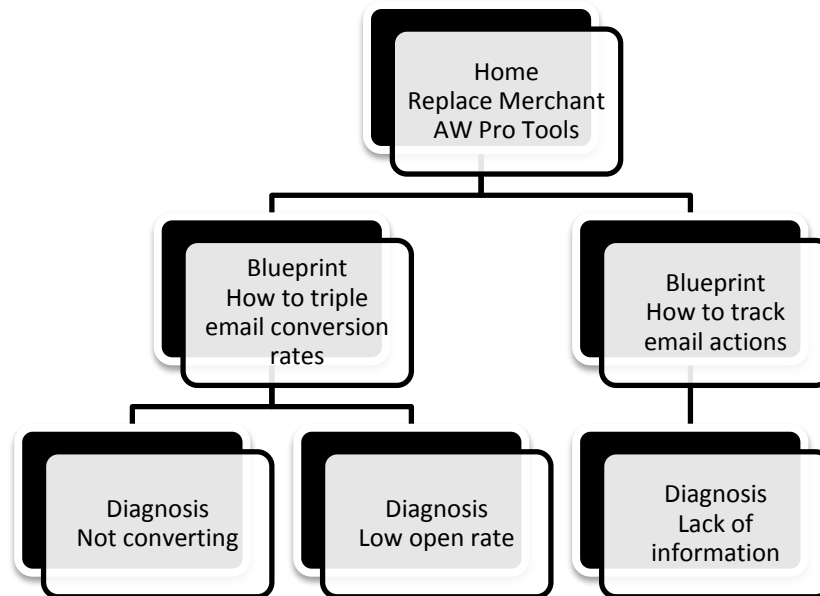 Home
Replace Merchant
AW Pro Tools
Blueprint
How to triple
email conversion
rates
Blueprint
How to track
email actions
Diagnosis
Not converting
Diagnosis
Low open rate
Diagnosis
Lack of
information